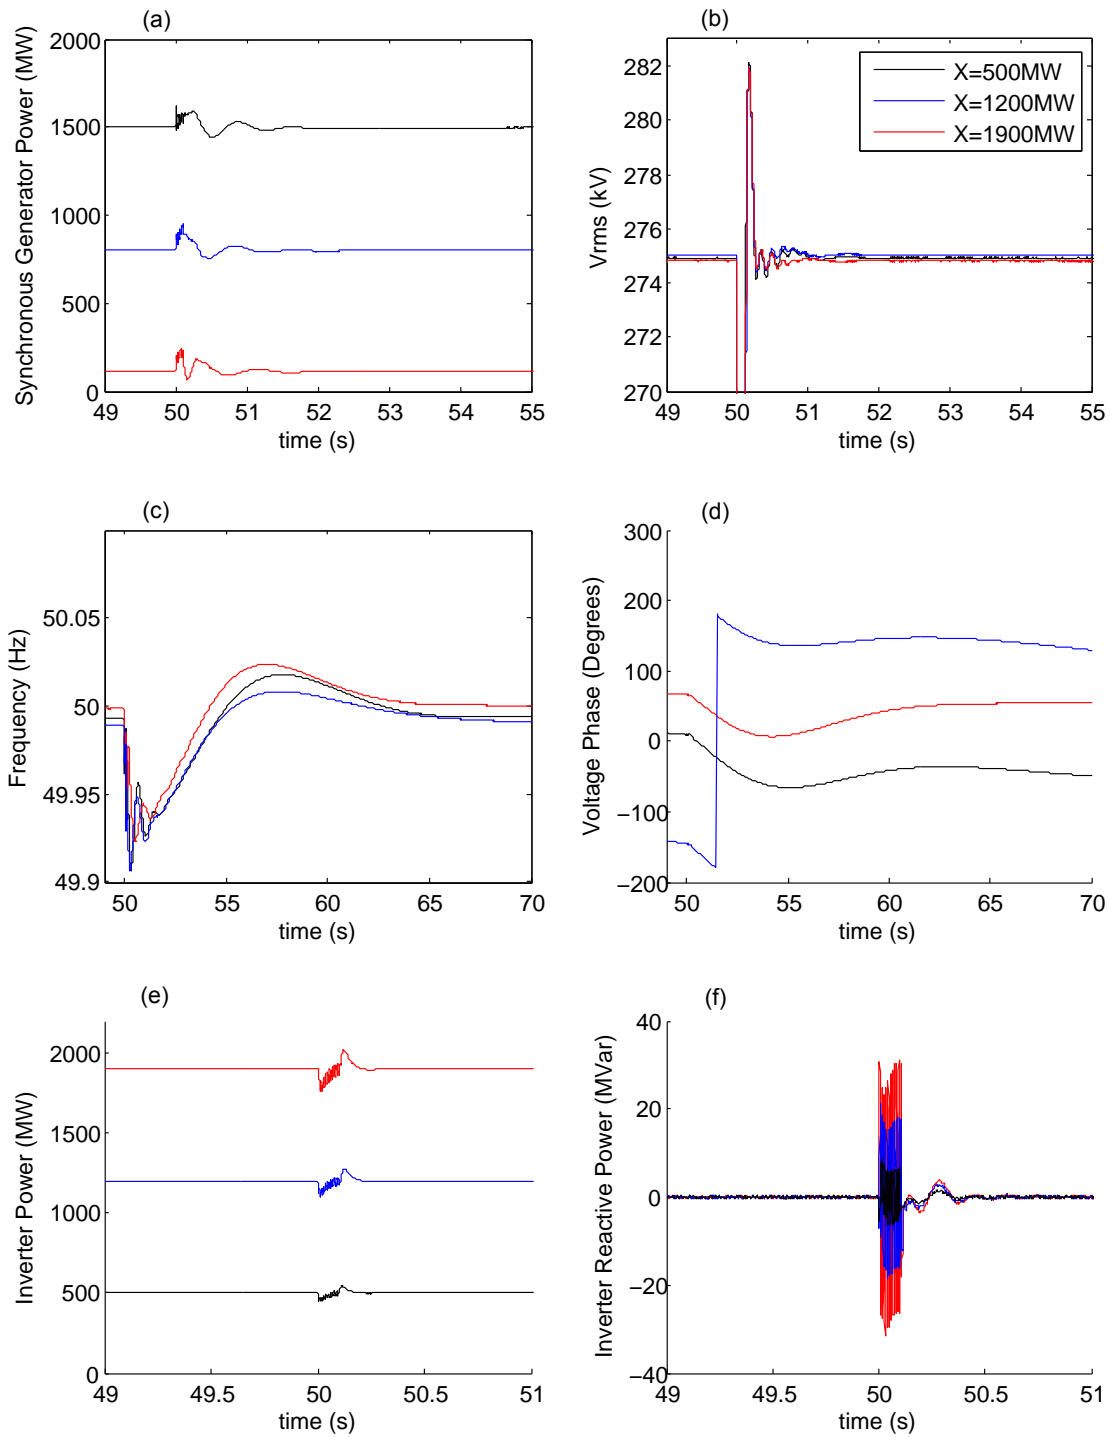 (a)
Synchronous Generator Power (MW)
2000
1500
1000
500
0
49 50 51 52 53 54 55
time (s)
(b)
Vrms (kV)
282
280
278
276
274
272
270
X=500MW
X=1200MW
X=1900MW
49 50 51 52 53 54 55
time (s)
(c)
Frequency (Hz)
50.05
50
49.95
49.9
50 55 60 65 70
time (s)
(d)
Voltage Phase (Degrees)
300
200
100
0
−100
−200
50 55 60 65 70
time (s)
(e)
Inverter Power (MW)
2000
1500
1000
500
0
49 49.5 50 50.5 51
time (s)
(f)
Inverter Reactive Power (MVar)
40
20
0
−20
−40
49 49.5 50 50.5 51
time (s)